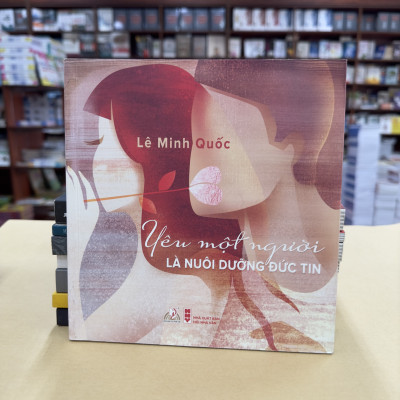 Lê Minh Quốc
Yêu một người
LÀ NUÔI DƯỠNG ĐỨC TIN